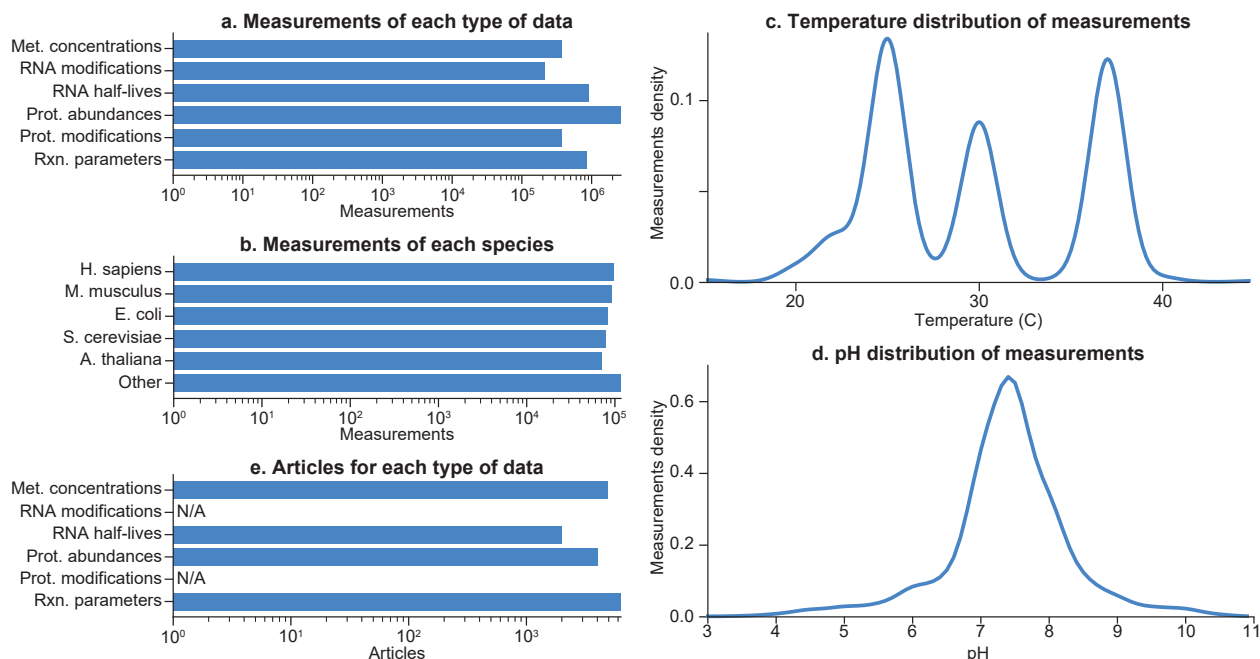 a. Measurements of each type of data
Met. concentrations
RNA modifications
RNA half-lives
Prot. abundances
Prot. modifications
Rxn. parameters
10⁰ 10¹ 10² 10³ 10⁴ 10⁵ 10⁶
Measurements
b. Measurements of each species
H. sapiens
M. musculus
E. coli
S. cerevisiae
A. thaliana
Other
10⁰ 10¹ 10² 10³ 10⁴ 10⁵
Measurements
e. Articles for each type of data
Met. concentrations
RNA modifications N/A
RNA half-lives
Prot. abundances
Prot. modifications N/A
Rxn. parameters
10⁰ 10¹ 10² 10³
Articles
c. Temperature distribution of measurements
Measurements density
0.1
0.0
20 30 40
Temperature (C)
d. pH distribution of measurements
Measurements density
0.6
0.4
0.2
0.0
3 4 5 6 7 8 9 10 11
pH